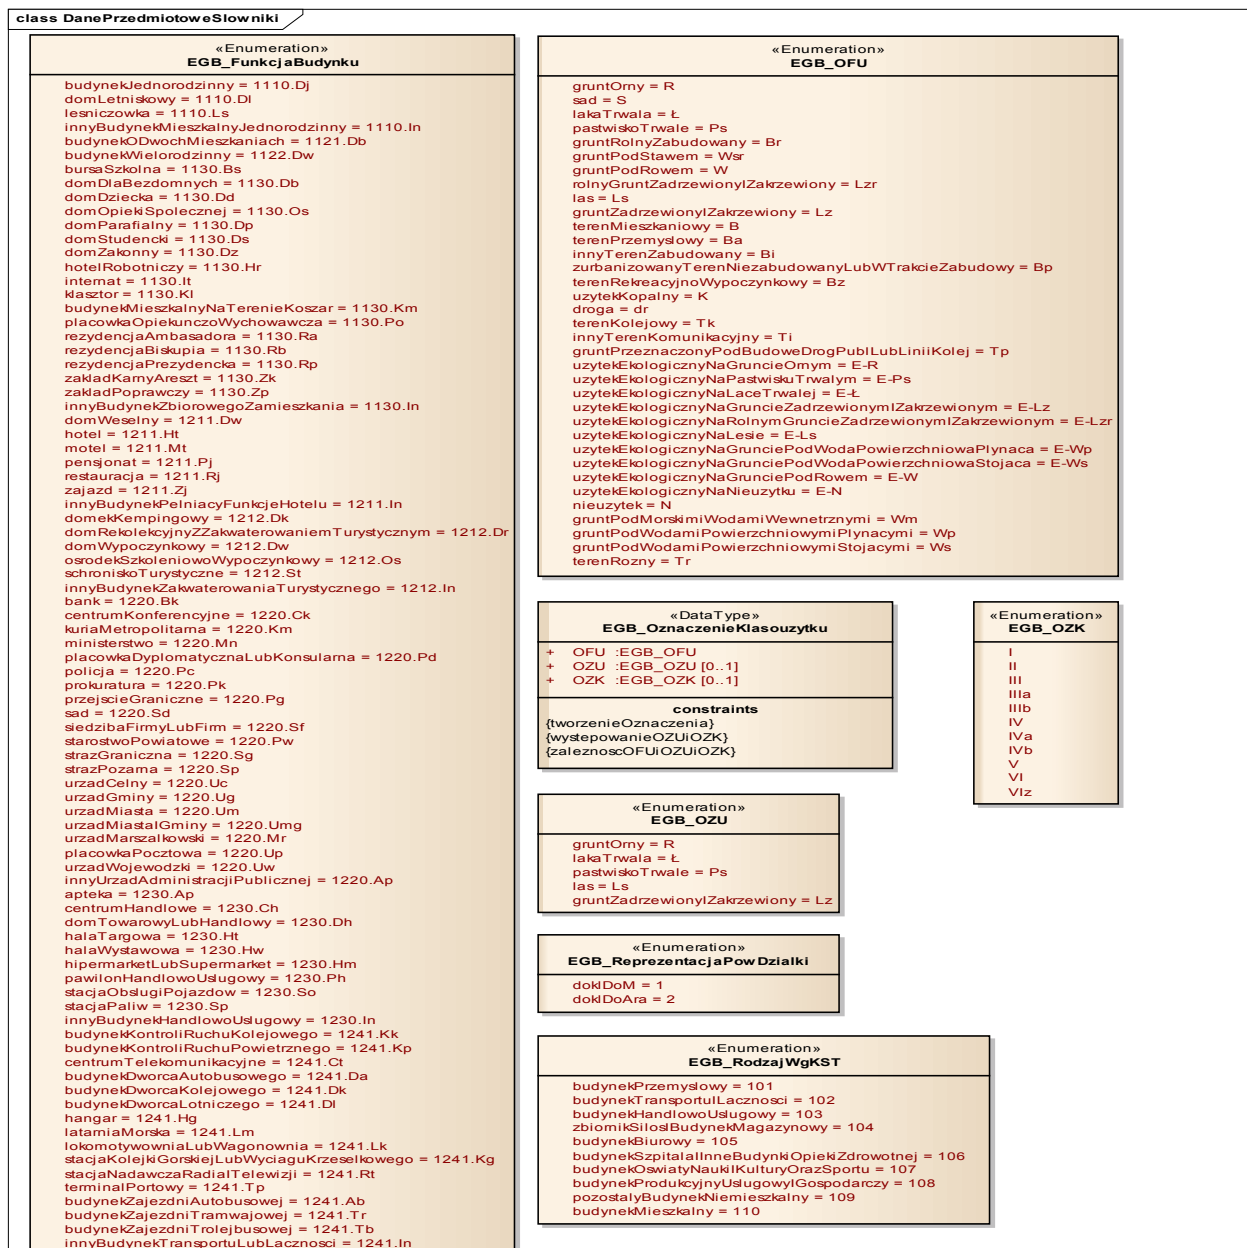 class DanePrzedmiotoweSlowniki
«Enumeration»
EGB_FunkcjaBudynku
budynekJednorodzinny = 1110.Dj
domLetniskowy = 1110.Dl
lesniczowka = 1110.Ls
innyBudynekMieszkalnyJednorodzinny = 1110.In
budynekODwochMieszkaniach = 1121.Db
budynekWielorodzinny = 1122.Dw
bursaSzkolna = 1130.Bs
domDlaBezdomnych = 1130.Db
domDziecka = 1130.Dd
domOpiekiSpolecznej = 1130.Os
domParafialny = 1130.Dp
domStudencki = 1130.Ds
domZakonny = 1130.Dz
hotelRobotniczy = 1130.Hr
internat = 1130.It
klasztor = 1130.Kl
budynekMieszkalnyNaTerenieKoszar = 1130.Km
placowkaOpiekunczoWychowawcza = 1130.Po
rezydencjaAmbasadora = 1130.Ra
rezydencjaBiskupia = 1130.Rb
rezydencjaPrezydencka = 1130.Rp
zakladKarnyAreszt = 1130.Zk
zakladPoprawczy = 1130.Zp
innyBudynekZbiorowegoZamieszkania = 1130.In
domWeselny = 1211.Dw
hotel = 1211.Ht
motel = 1211.Mt
pensjonat = 1211.Pj
restauracja = 1211.Rj
zajazd = 1211.Zj
innyBudynekPelniacyFunkcjeHotelu = 1211.In
domekKempingowy = 1212.Dk
domRekolekcyjnyZZakwaterowaniemTurystycznym = 1212.Dr
domWypoczynkowy = 1212.Dw
osrodekSzkoleniowoWypoczynkowy = 1212.Os
schroniskoTurystyczne = 1212.St
innyBudynekZakwaterowaniaTurystycznego = 1212.In
bank = 1220.Bk
centrumKonferencyjne = 1220.Ck
kuriaMetropolitarna = 1220.Km
ministerstwo = 1220.Mn
placowkaDyplomatycznaLubKonsularna = 1220.Pd
policja = 1220.Pc
prokuratura = 1220.Pk
przejscieGraniczne = 1220.Pg
sad = 1220.Sd
siedzibaFirmyLubFirm = 1220.Sf
starostwoPowiatowe = 1220.Pw
strazGraniczna = 1220.Sg
strazPozarna = 1220.Sp
urzadCelny = 1220.Uc
urzadGminy = 1220.Ug
urzadMiasta = 1220.Um
urzadMiastaIGminy = 1220.Umg
urzadMarszalkowski = 1220.Mr
placowkaPocztowa = 1220.Up
urzadWojewodzki = 1220.Uw
innyUrzadAdministracjiPublicznej = 1220.Ap
apteka = 1230.Ap
centrumHandlowe = 1230.Ch
domTowarowyLubHandlowy = 1230.Dh
halaTargowa = 1230.Ht
halaWystawowa = 1230.Hw
hipermarketLubSupermarket = 1230.Hm
pawilonHandlowoUslugowy = 1230.Ph
stacjaObslugiPojazdow = 1230.So
stacjaPaliw = 1230.Sp
innyBudynekHandlowoUslugowy = 1230.In
budynekKontroliRuchuKolejowego = 1241.Kk
budynekKontroliRuchuPowietrznego = 1241.Kp
centrumTelekomunikacyjne = 1241.Ct
budynekDworcaAutobusowego = 1241.Da
budynekDworcaKolejowego = 1241.Dk
budynekDworcaLotniczego = 1241.Dl
hangar = 1241.Hg
latarniaMorska = 1241.Lm
lokomotywowniaLubWagonownia = 1241.Lk
stacjaKolejkiGorskiejLubWyciaguKrzeselkowego = 1241.Kg
stacjaNadawczaRadiaITelewizji = 1241.Rt
terminalPortowy = 1241.Tp
budynekZajezdniAutobusowej = 1241.Ab
budynekZajezdniTramwajowej = 1241.Tr
budynekZajezdniTrolejbusowej = 1241.Tb
innyBudynekTransportuLubLacznosci = 1241.In
«Enumeration»
EGB_OFU
gruntOrny = R
sad = S
lakaTrwala = Ł
pastwiskoTrwale = Ps
gruntRolnyZabudowany = Br
gruntPodStawem = Wsr
gruntPodRowem = W
rolnyGruntZadrzewionyIZakrzewiony = Lzr
las = Ls
gruntZadrzewionyIZakrzewiony = Lz
terenMieszkaniowy = B
terenPrzemyslowy = Ba
innyTerenZabudowany = Bi
zurbanizowanyTerenNiezabudowanyLubWTrakcieZabudowy = Bp
terenRekreacyjnoWypoczynkowy = Bz
uzytekKopalny = K
droga = dr
terenKolejowy = Tk
innyTerenKomunikacyjny = Ti
gruntPrzeznaczonyPodBudoweDrogPublLubLiniiKolej = Tp
uzytekEkologicznyNaGruncieOrnym = E-R
uzytekEkologicznyNaPastwiskuTrwalym = E-Ps
uzytekEkologicznyNaLaceTrwalej = E-Ł
uzytekEkologicznyNaGruncieZadrzewionymIZakrzewionym = E-Lz
uzytekEkologicznyNaRolnymGruncieZadrzewionymIZakrzewionym = E-Lzr
uzytekEkologicznyNaLesie = E-Ls
uzytekEkologicznyNaGrunciePodWodaPowierzchniowaPlynaca = E-Wp
uzytekEkologicznyNaGrunciePodWodaPowierzchniowaStojaca = E-Ws
uzytekEkologicznyNaGrunciePodRowem = E-W
uzytekEkologicznyNaNieuzytku = E-N
nieuzytek = N
gruntPodMorskimiWodamiWewnetrznymi = Wm
gruntPodWodamiPowierzchniowymiPlynacymi = Wp
gruntPodWodamiPowierzchniowymiStojacymi = Ws
terenRozny = Tr
«DataType»
EGB_OznaczenieKlasouzytku
+ OFU :EGB_OFU
+ OZU :EGB_OZU [0..1]
+ OZK :EGB_OZK [0..1]
constraints
{tworzenieOznaczenia}
{wystepowanieOZUiOZK}
{zaleznoscOFUiOZUiOZK}
«Enumeration»
EGB_OZK
I
II
III
IIIa
IIIb
IV
IVa
IVb
V
VI
VIz
«Enumeration»
EGB_OZU
gruntOrny = R
lakaTrwala = Ł
pastwiskoTrwale = Ps
las = Ls
gruntZadrzewionyIZakrzewiony = Lz
«Enumeration»
EGB_ReprezentacjaPowDzialki
doklDoM = 1
doklDoAra = 2
«Enumeration»
EGB_RodzajWgKST
budynekPrzemyslowy = 101
budynekTransportuILacznosci = 102
budynekHandlowoUslugowy = 103
zbiornikSilosIBudynekMagazynowy = 104
budynekBiurowy = 105
budynekSzpitalaIInneBudynkiOpiekiZdrowotnej = 106
budynekOswiatyNaukiIKulturyOrazSportu = 107
budynekProdukcyjnyUslugowyIGospodarczy = 108
pozostalyBudynekNiemieszkalny = 109
budynekMieszkalny = 110